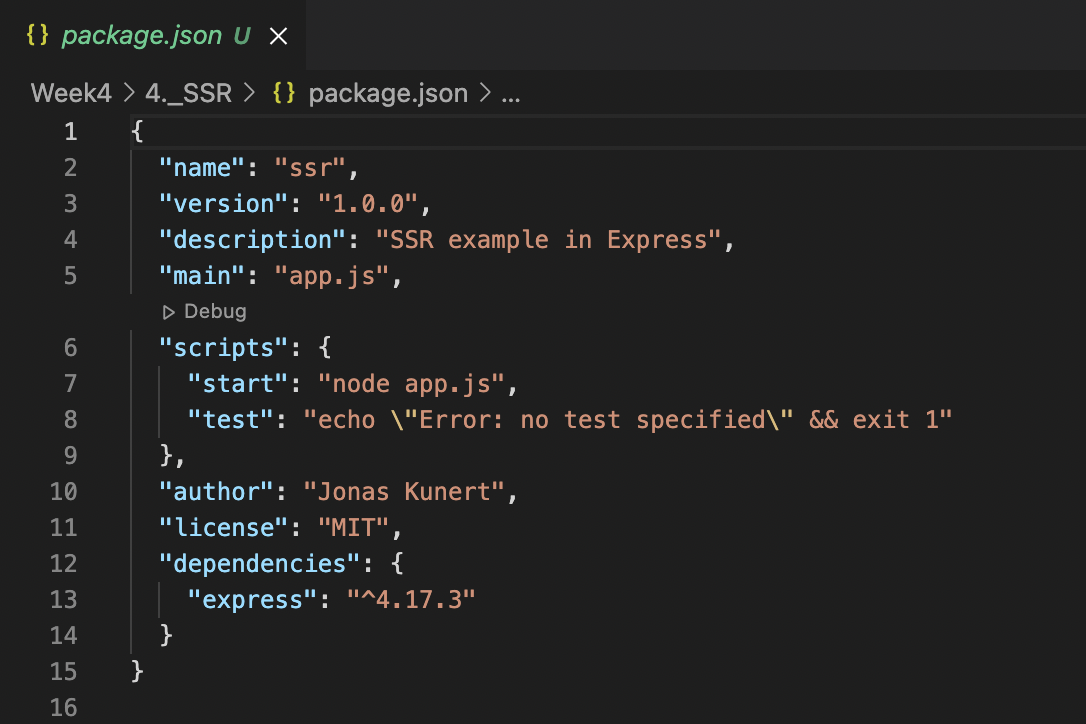 {} package.json U ×
Week4 > 4._SSR > {} package.json > ...
1 {
2 "name": "ssr",
3 "version": "1.0.0",
4 "description": "SSR example in Express",
5 "main": "app.js",
▷ Debug
6 "scripts": {
7 "start": "node app.js",
8 "test": "echo \"Error: no test specified\" && exit 1"
9 },
10 "author": "Jonas Kunert",
11 "license": "MIT",
12 "dependencies": {
13 "express": "^4.17.3"
14 }
15 }
16